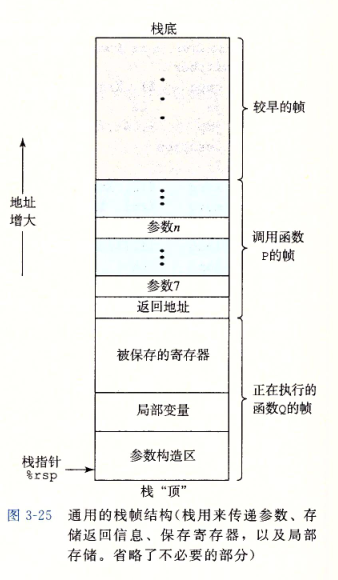 栈底
较早的帧
地址
增大
参数n
调用函数
P的帧
参数7
返回地址
被保存的寄存器
正在执行的
函数Q的帧
局部变量
栈指针
%rsp
参数构造区
栈“顶”
图 3-25 通用的栈帧结构(栈用来传递参数、存
储返回信息、保存寄存器，以及局部
存储。省略了不必要的部分)